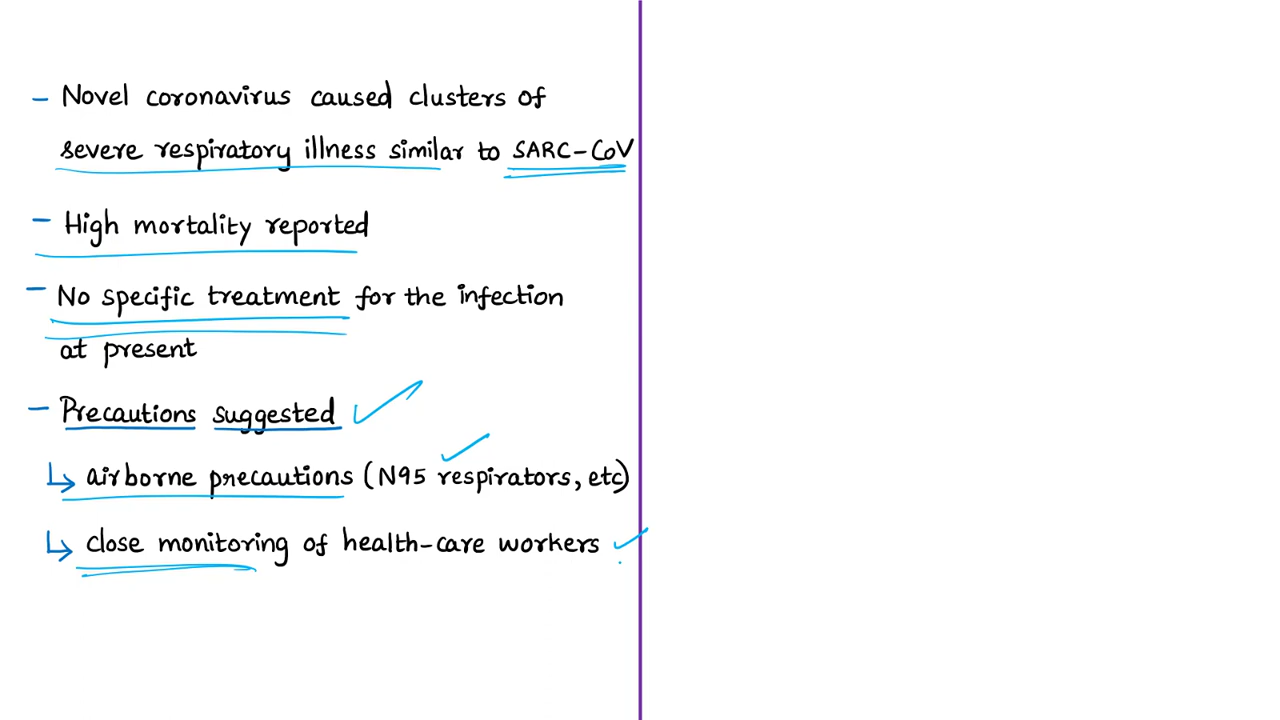 - Novel coronavirus caused clusters of
severe respiratory illness similar to SARC-CoV
- High mortality reported
- No specific treatment for the infection
at present
- Precautions suggested
↳ airborne precautions (N95 respirators, etc)
↳ close monitoring of health-care workers